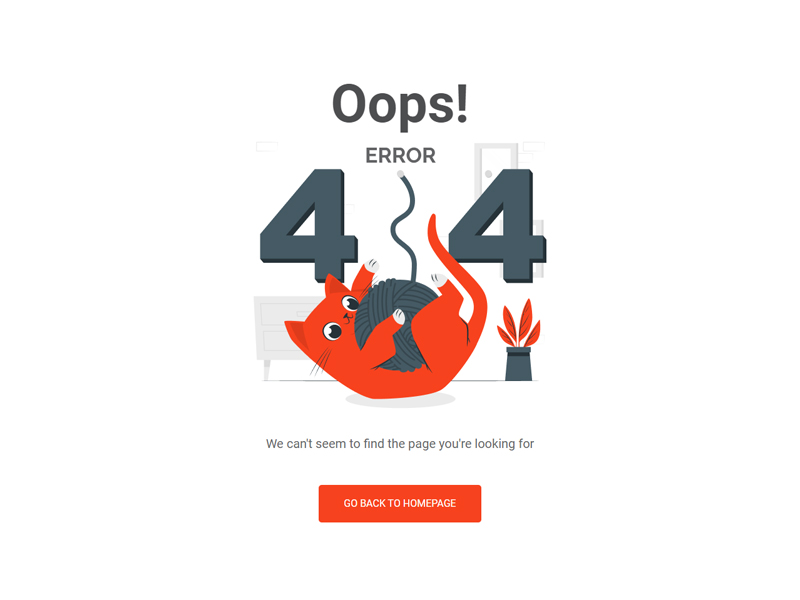 Oops!
ERROR
4 4
We can't seem to find the page you're looking for
GO BACK TO HOMEPAGE